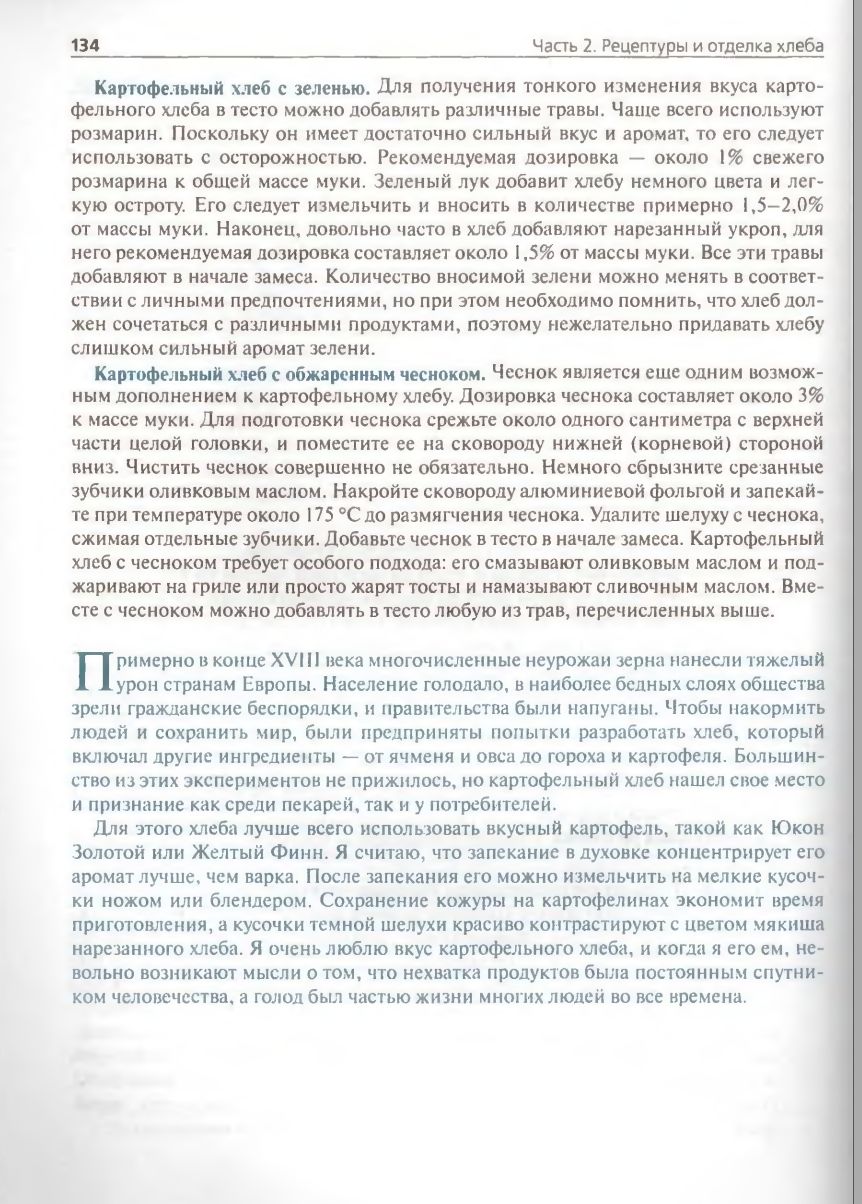 134
Часть 2. Рецептуры и отделка хлеба
Картофельный хлеб с зеленью. Для получения тонкого изменения вкуса карто-
фельного хлеба в тесто можно добавлять различные травы. Чаще всего используют
розмарин. Поскольку он имеет достаточно сильный вкус и аромат, то его следует
использовать с осторожностью. Рекомендуемая дозировка — около 1% свежего
розмарина к общей массе муки. Зеленый лук добавит хлебу немного цвета и лег-
кую остроту. Его следует измельчить и вносить в количестве примерно 1,5–2,0%
от массы муки. Наконец, довольно часто в хлеб добавляют нарезанный укроп, для
него рекомендуемая дозировка составляет около 1,5% от массы муки. Все эти травы
добавляют в начале замеса. Количество вносимой зелени можно менять в соответ-
ствии с личными предпочтениями, но при этом необходимо помнить, что хлеб дол-
жен сочетаться с различными продуктами, поэтому нежелательно придавать хлебу
слишком сильный аромат зелени.
Картофельный хлеб с обжаренным чесноком. Чеснок является еще одним возмож-
ным дополнением к картофельному хлебу. Дозировка чеснока составляет около 3%
к массе муки. Для подготовки чеснока срежьте около одного сантиметра с верхней
части целой головки, и поместите ее на сковороду нижней (корневой) стороной
вниз. Чистить чеснок совершенно не обязательно. Немного сбрызните срезанные
зубчики оливковым маслом. Накройте сковороду алюминиевой фольгой и запекай-
те при температуре около 175 °С до размягчения чеснока. Удалите шелуху с чеснока,
сжимая отдельные зубчики. Добавьте чеснок в тесто в начале замеса. Картофельный
хлеб с чесноком требует особого подхода: его смазывают оливковым маслом и под-
жаривают на гриле или просто жарят тосты и намазывают сливочным маслом. Вме-
сте с чесноком можно добавлять в тесто любую из трав, перечисленных выше.
Примерно в конце XVIII века многочисленные неурожаи зерна нанесли тяжелый
урон странам Европы. Население голодало, в наиболее бедных слоях общества
зрели гражданские беспорядки, и правительства были напуганы. Чтобы накормить
людей и сохранить мир, были предприняты попытки разработать хлеб, который
включал другие ингредиенты — от ячменя и овса до гороха и картофеля. Большин-
ство из этих экспериментов не прижилось, но картофельный хлеб нашел свое место
и признание как среди пекарей, так и у потребителей.
Для этого хлеба лучше всего использовать вкусный картофель, такой как Юкон
Золотой или Желтый Финн. Я считаю, что запекание в духовке концентрирует его
аромат лучше, чем варка. После запекания его можно измельчить на мелкие кусоч-
ки ножом или блендером. Сохранение кожуры на картофелинах экономит время
приготовления, а кусочки темной шелухи красиво контрастируют с цветом мякиша
нарезанного хлеба. Я очень люблю вкус картофельного хлеба, и когда я его ем, не-
вольно возникают мысли о том, что нехватка продуктов была постоянным спутни-
ком человечества, а голод был частью жизни многих людей во все времена.